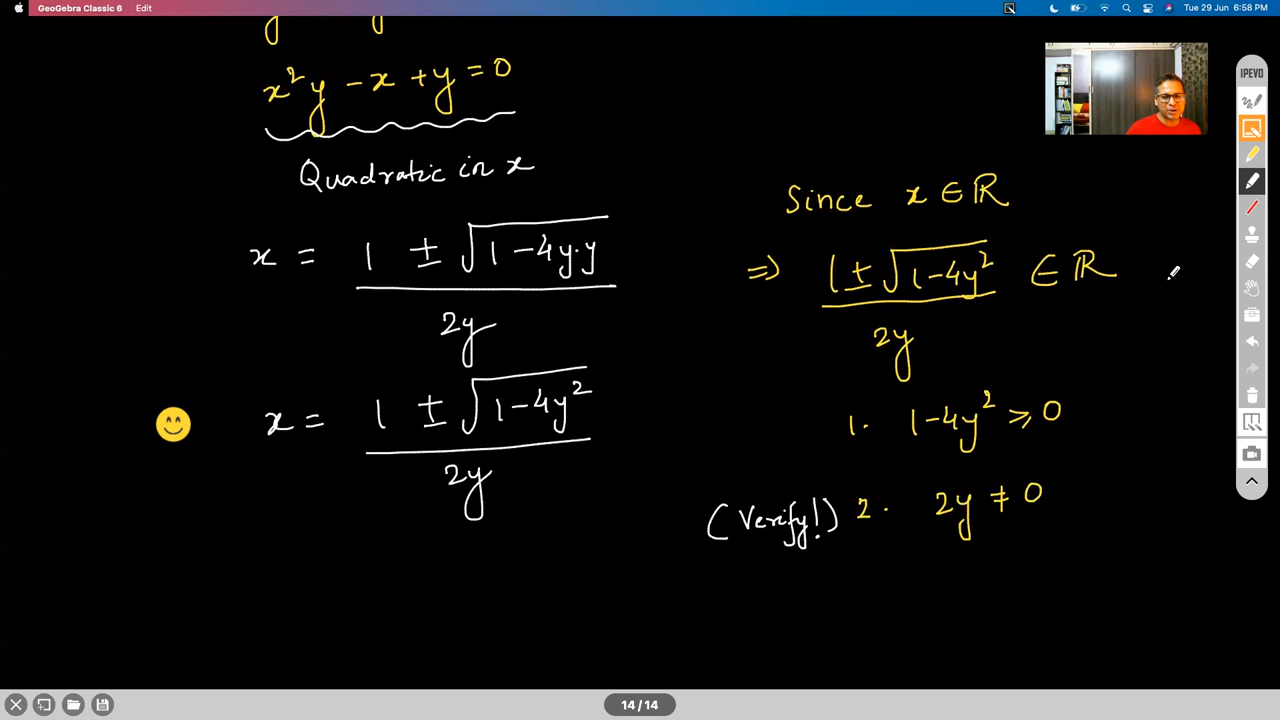 GeoGebra Classic 6 Edit Tue 29 Jun 6:58 PM
IPEVO
x² y - x + y = 0
Quadratic in x
x = 1 ± √(1 - 4y·y)
2y
x = 1 ± √(1 - 4y²)
2y
Since x ∈ ℝ
⇒ 1 ± √(1 - 4y²) ∈ ℝ
2y
1. 1 - 4y² ⩾ 0
(Verify!) 2. 2y ≠ 0
14 / 14